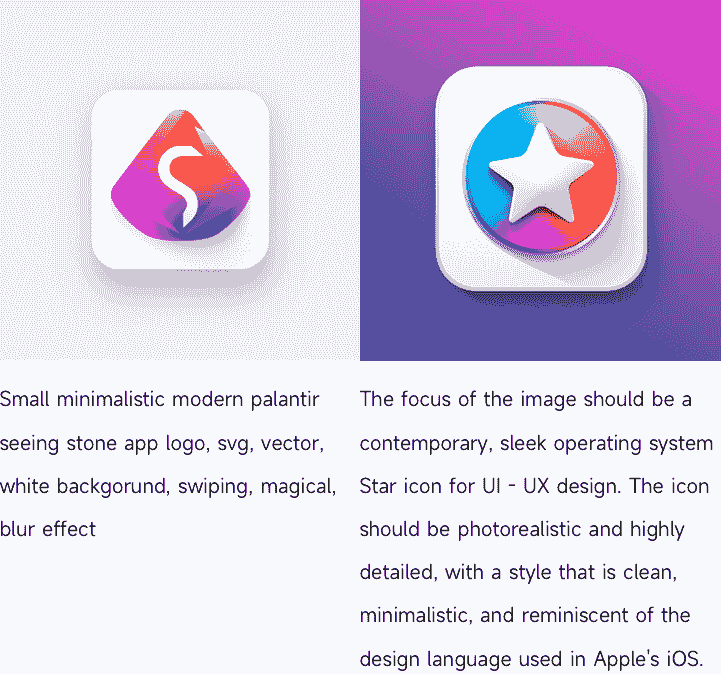 Small minimalistic modern palantir
seeing stone app logo, svg, vector,
white backgorund, swiping, magical,
blur effect
The focus of the image should be a
contemporary, sleek operating system
Star icon for UI - UX design. The icon
should be photorealistic and highly
detailed, with a style that is clean,
minimalistic, and reminiscent of the
design language used in Apple's iOS.